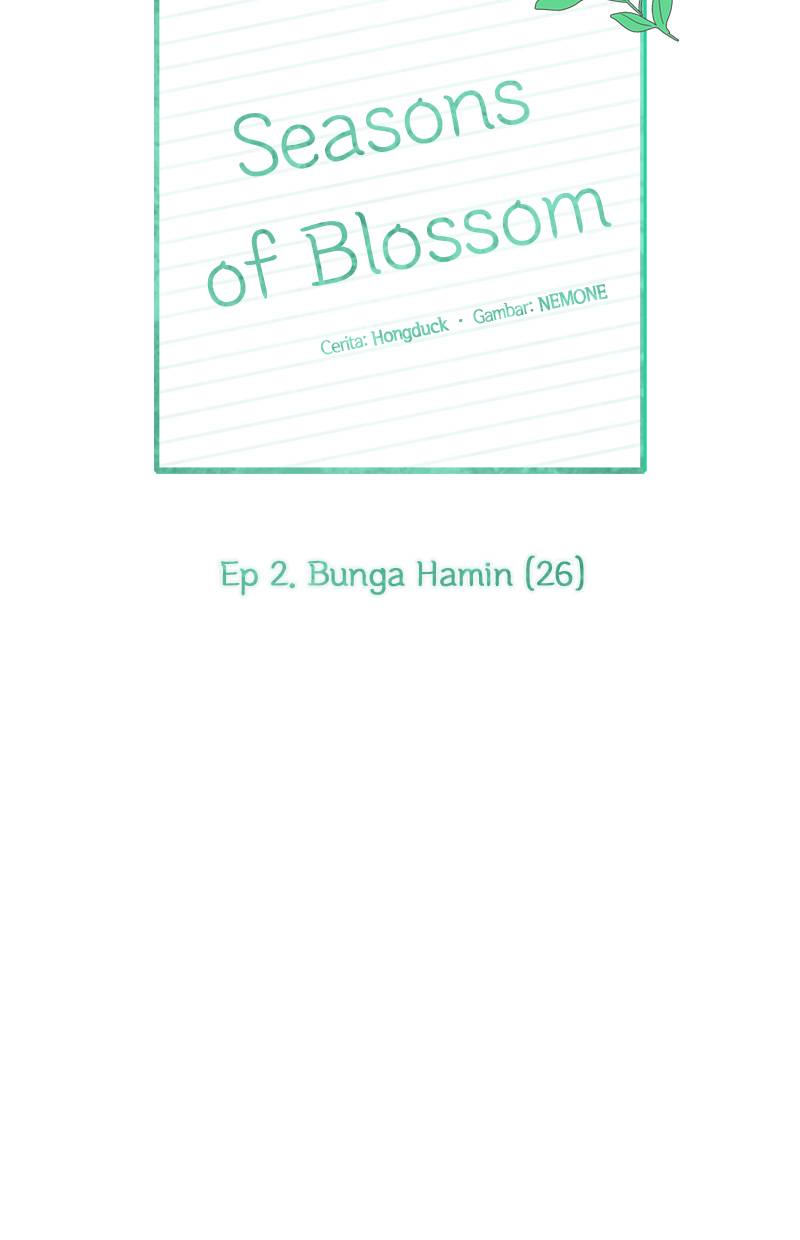 Seasons
of Blossom
Cerita: Hongduck · Gambar: NEMONE
Ep 2. Bunga Hamin (26)